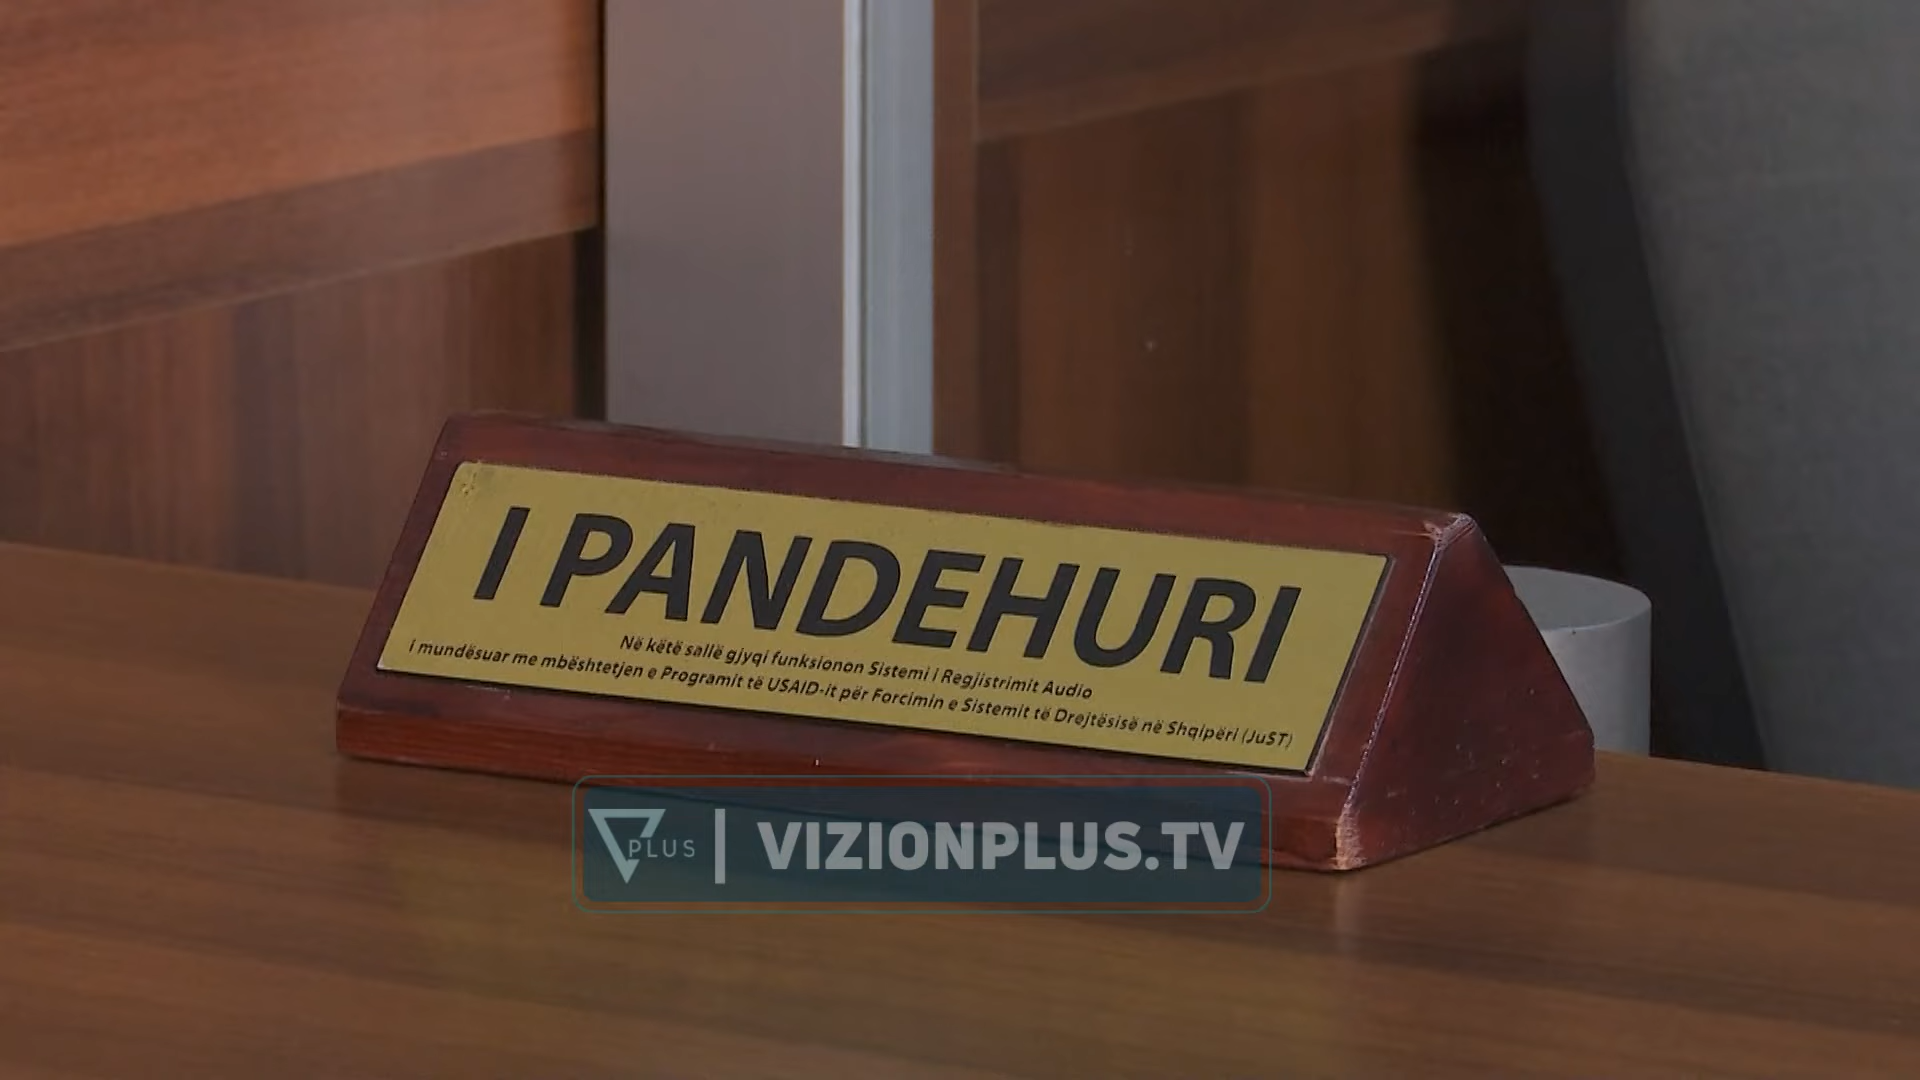 I PANDEHURI
Në këtë sallë gjyqi funksionon Sistemi i Regjistrimit Audio
i mundësuar me mbështetjen e Programit të USAID-it për Forcimin e Sistemit të Drejtësisë në Shqipëri (JuST)
PLUS | VIZIONPLUS.TV